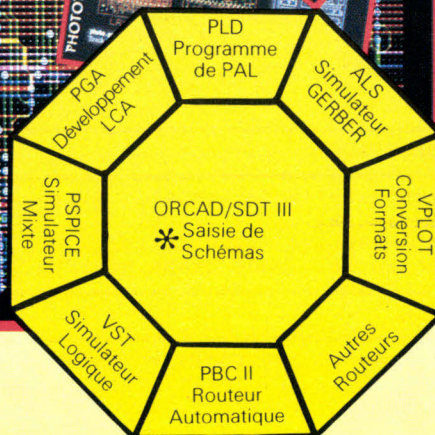 PHOTO
PLD
Programme
de PAL
ALS
Simulateur
GERBER
VPLOT
Conversion
Formats
Autres
Routeurs
PBC II
Routeur
Automatique
VST
Simulateur
Logique
PSPICE
Simulateur
Mixte
PGA
Développement
LCA
ORCAD/SDT III
* Saisie de
Schémas